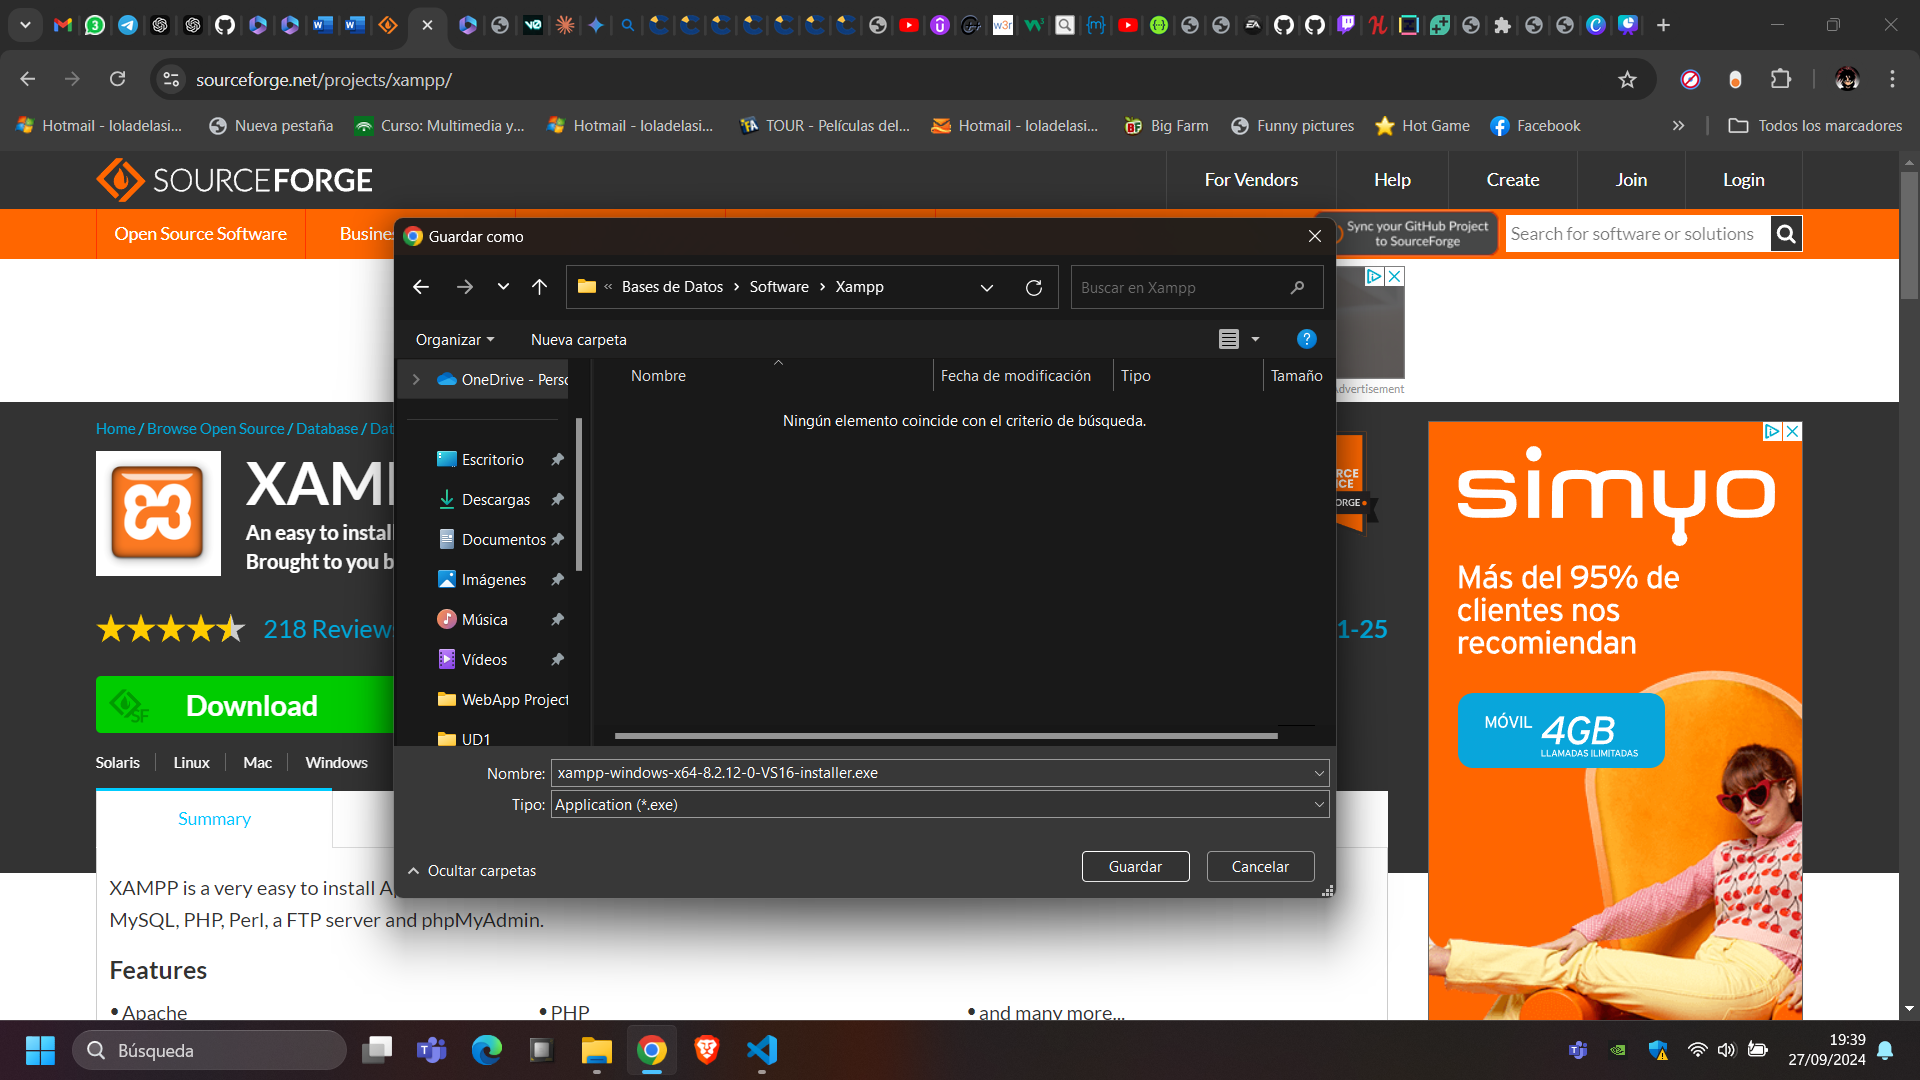 sourceforge.net/projects/xampp/
Hotmail - loladelasi...
Nueva pestaña
Curso: Multimedia y...
Hotmail - loladelasi...
TOUR - Películas del...
Hotmail - loladelasi...
Big Farm
Funny pictures
Hot Game
Facebook
»
Todos los marcadores
SOURCEFORGE
For Vendors
Help
Create
Join
Login
Open Source Software
Busine
Sync your GitHub Project
to SourceForge
Search for software or solutions
Guardar como
« Bases de Datos > Software > Xampp
Buscar en Xampp
Organizar
Nueva carpeta
OneDrive - Perso
Nombre
Fecha de modificación
Tipo
Tamaño
Ningún elemento coincide con el criterio de búsqueda.
Escritorio
Descargas
Documentos
Imágenes
Música
Vídeos
WebApp Project
UD1
Nombre: xampp-windows-x64-8.2.12-0-VS16-installer.exe
Tipo: Application (*.exe)
Ocultar carpetas
Guardar
Cancelar
Advertisement
Home / Browse Open Source / Database / Dat
XAMP
An easy to instal
Brought to you b
RCE
ICE
ORGE
218 Reviews
1-25
Download
SF
Solaris
Linux
Mac
Windows
Summary
XAMPP is a very easy to install A
MySQL, PHP, Perl, a FTP server and phpMyAdmin.
Features
• Apache
• PHP
• and many more...
simyo
Más del 95% de
clientes nos
recomiendan
MÓVIL 4GB
LLAMADAS ILIMITADAS
Búsqueda
19:39
27/09/2024